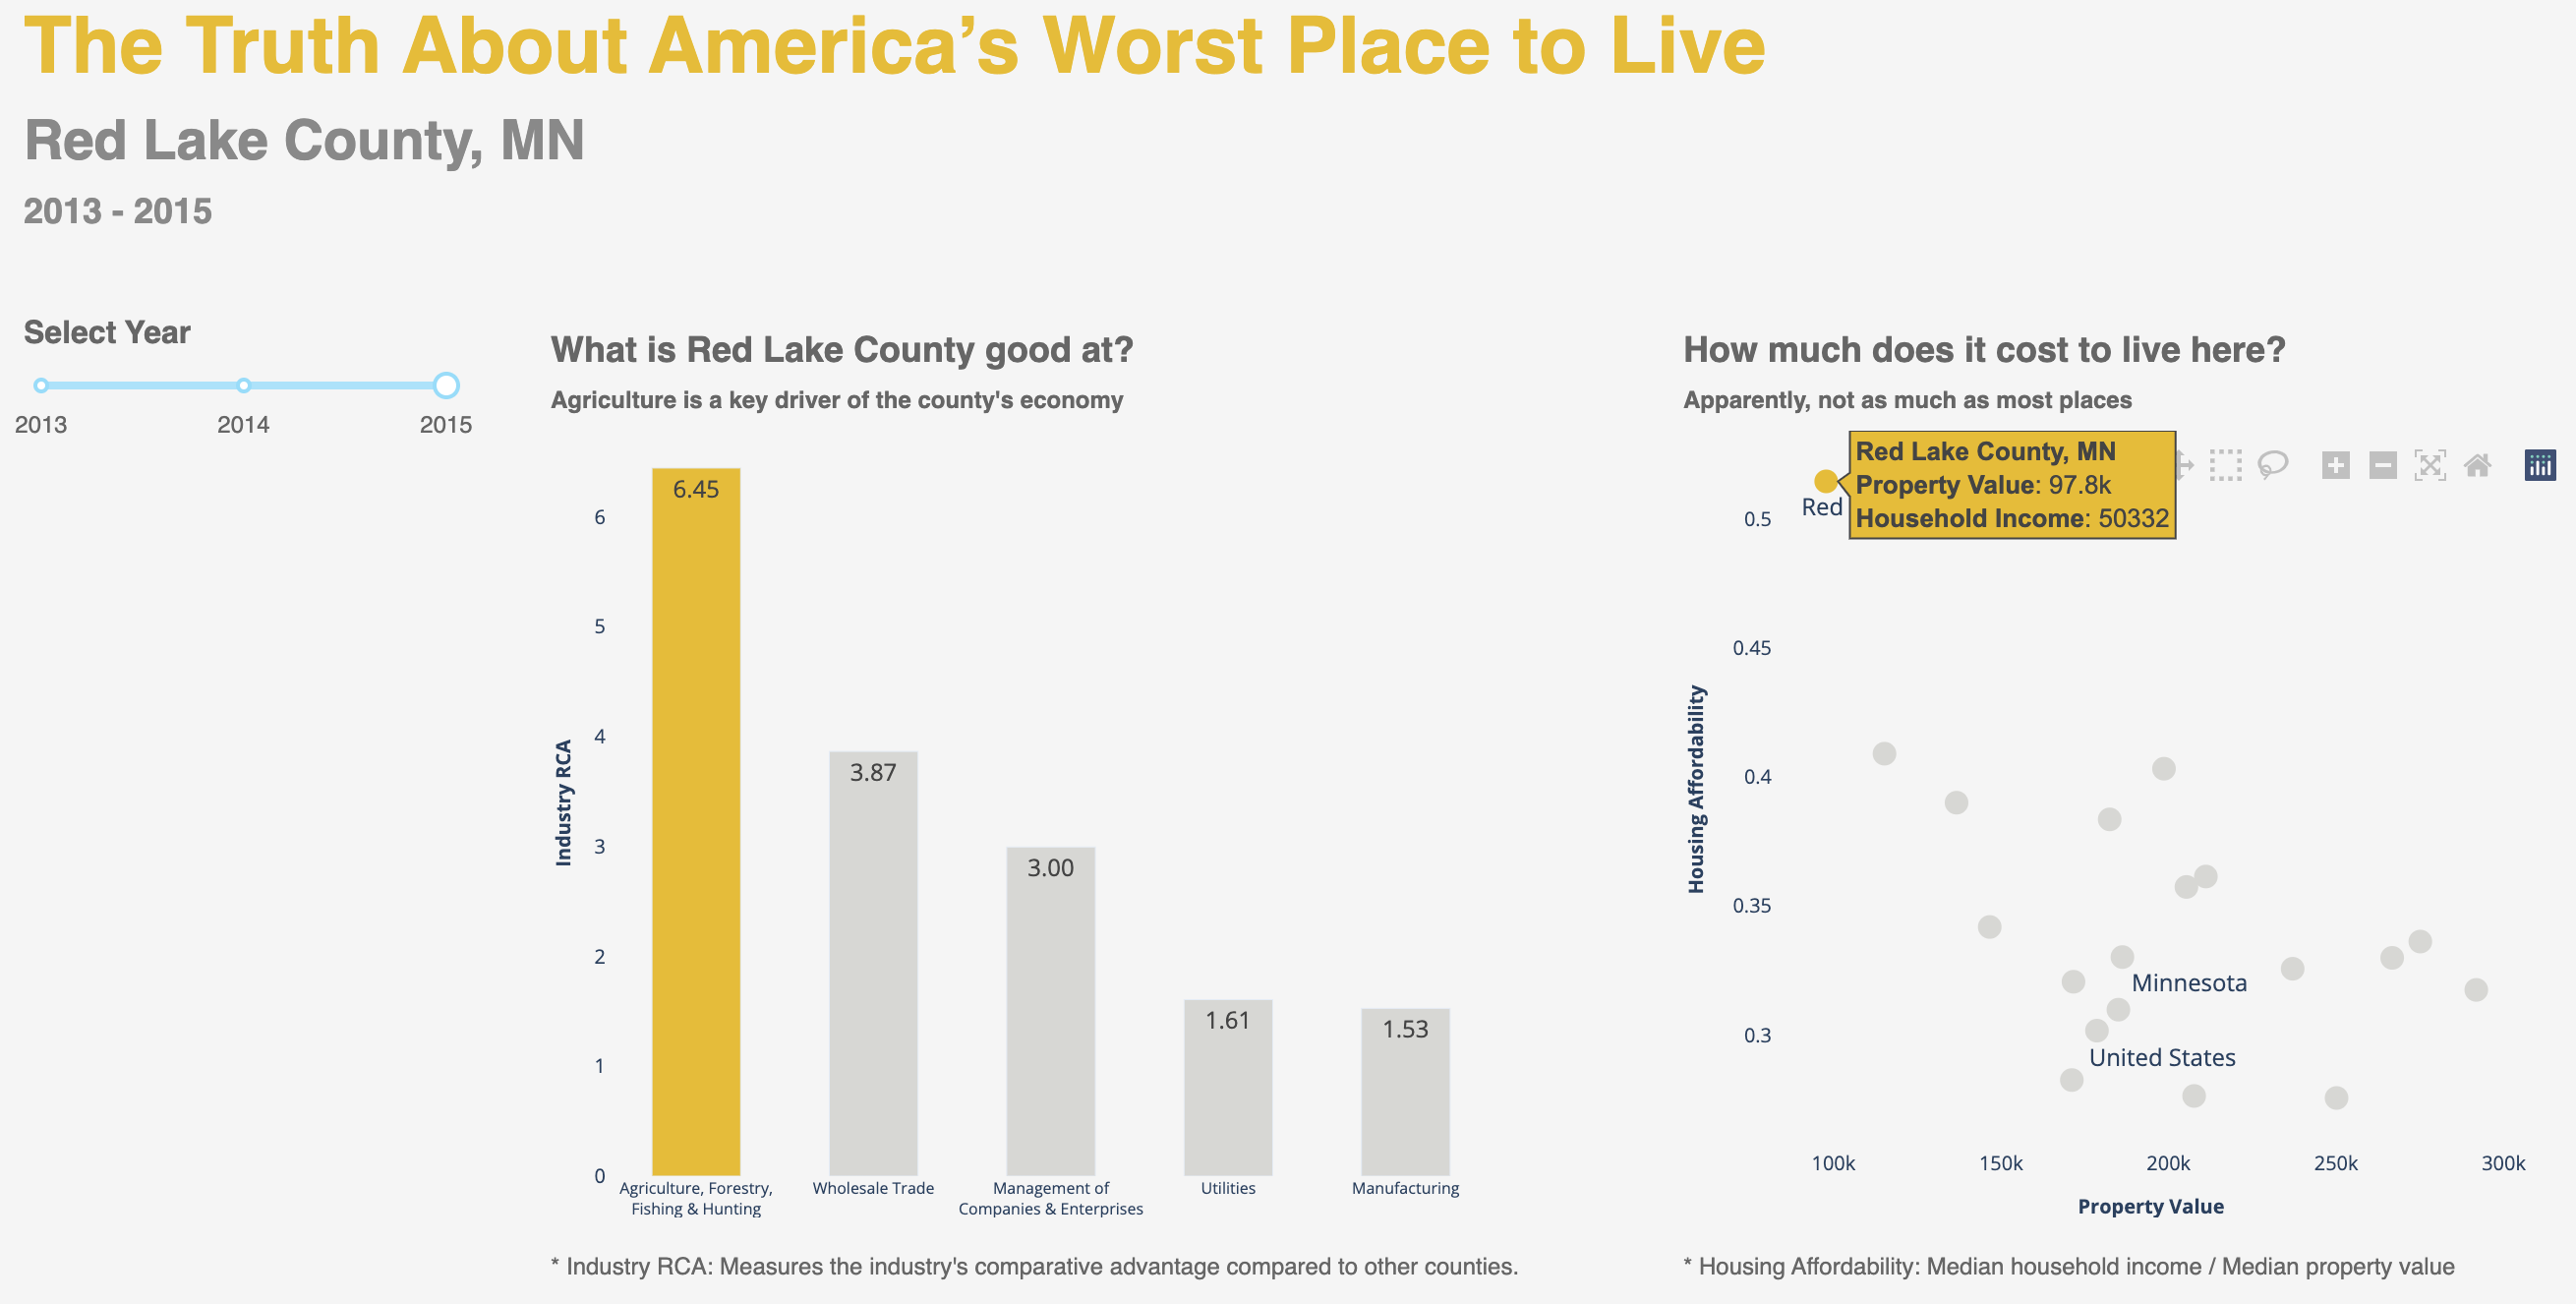 The Truth About America’s Worst Place to Live
Red Lake County, MN
2013 - 2015
Select Year
2013 2014 2015
What is Red Lake County good at?
Agriculture is a key driver of the county's economy
Industry RCA
6
5
4
3
2
1
0
6.45
3.87
3.00
1.61
1.53
Agriculture, Forestry,
Fishing & Hunting
Wholesale Trade
Management of
Companies & Enterprises
Utilities
Manufacturing
* Industry RCA: Measures the industry's comparative advantage compared to other counties.
How much does it cost to live here?
Apparently, not as much as most places
Red Lake County, MN
Property Value: 97.8k
Household Income: 50332
Red
Housing Affordability
0.5
0.45
0.4
0.35
0.3
Minnesota
United States
100k 150k 200k 250k 300k
Property Value
* Housing Affordability: Median household income / Median property value